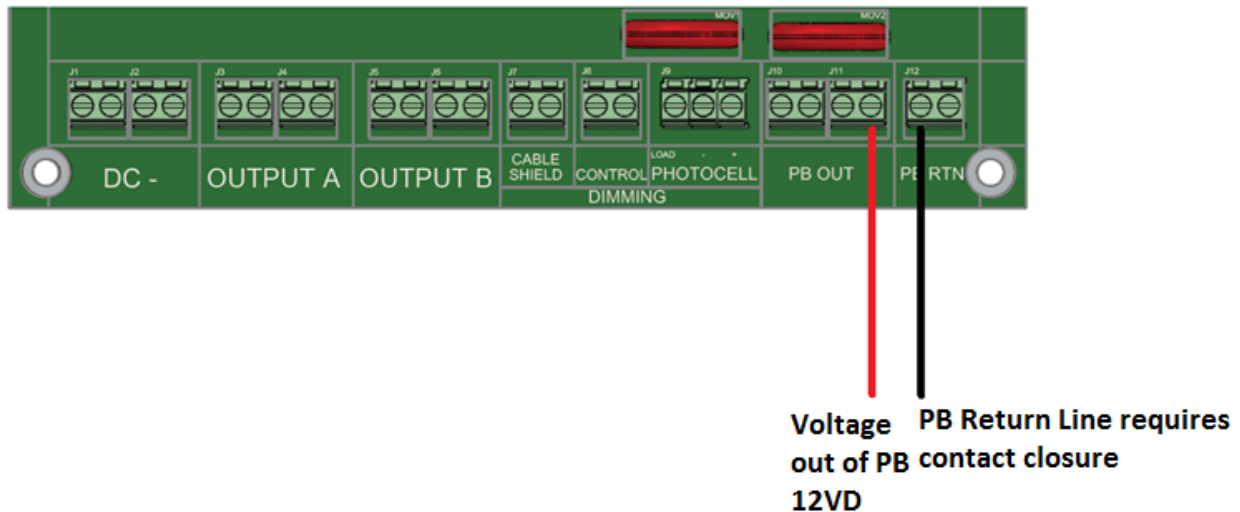 MOV1 MOV2
J1 J2 J3 J4 J5 J6 J7 J8 J9 J10 J11 J12
DC - OUTPUT A OUTPUT B CABLE SHIELD CONTROL LOAD - + PHOTOCELL PB OUT PB RTN
DIMMING
Voltage
out of PB
12VD
PB Return Line requires
contact closure